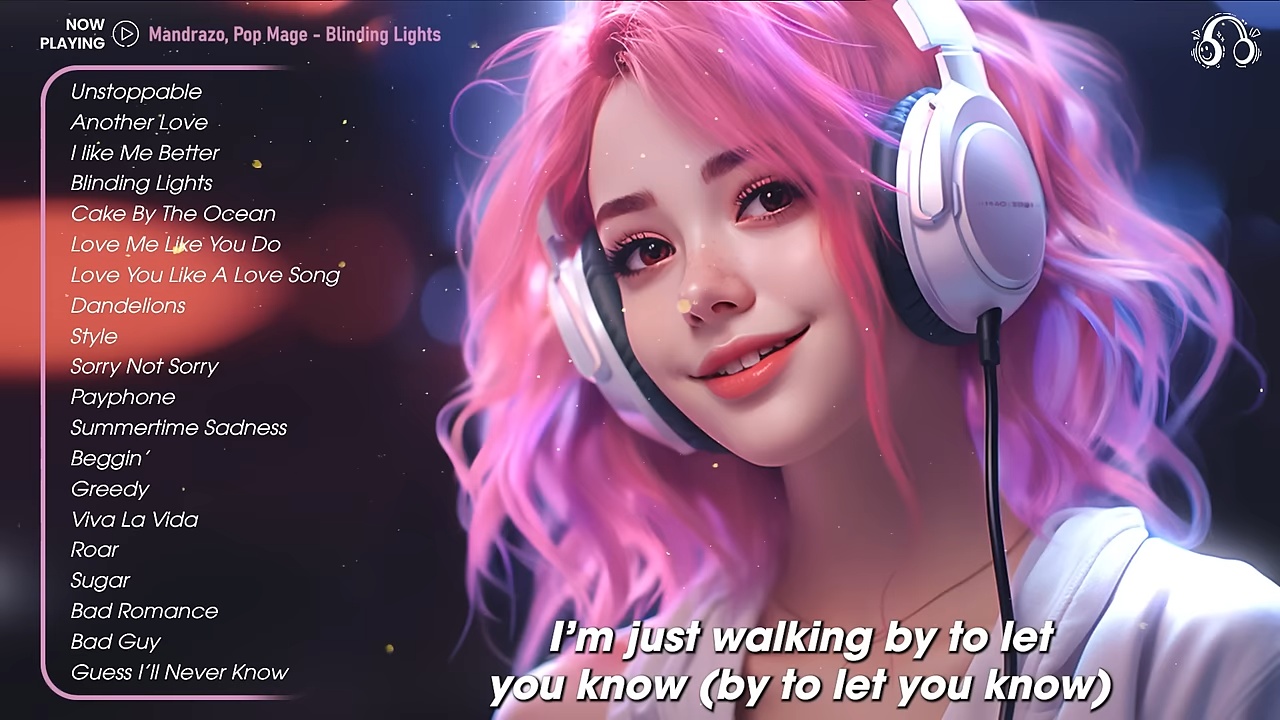 NOW
PLAYING
Mandrazo, Pop Mage - Blinding Lights
Unstoppable
Another Love
I like Me Better
Blinding Lights
Cake By The Ocean
Love Me Like You Do
Love You Like A Love Song
Dandelions
Style
Sorry Not Sorry
Payphone
Summertime Sadness
Beggin’
Greedy
Viva La Vida
Roar
Sugar
Bad Romance
Bad Guy
Guess I’ll Never Know
I’m just walking by to let
you know (by to let you know)